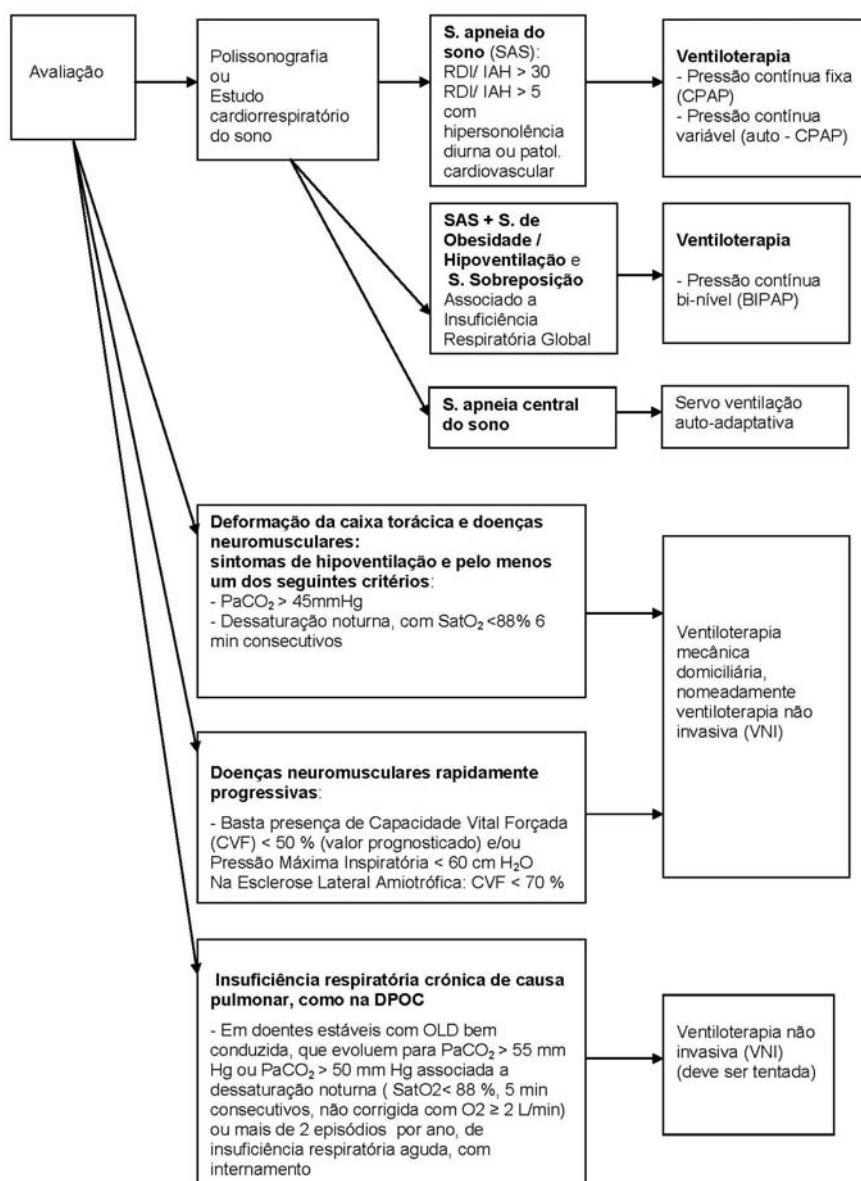 Avaliação
Polissonografia
ou
Estudo
cardiorrespiratório
do sono
S. apneia do
sono (SAS):
RDI/ IAH > 30
RDI/ IAH > 5
com
hipersonolência
diurna ou patol.
cardiovascular
Ventiloterapia
- Pressão contínua fixa
(CPAP)
- Pressão contínua
variável (auto - CPAP)
SAS + S. de
Obesidade /
Hipoventilação e
S. Sobreposição
Associado a
Insuficiência
Respiratória Global
Ventiloterapia
- Pressão contínua
bi-nível (BIPAP)
S. apneia central
do sono
Servo ventilação
auto-adaptativa
Deformação da caixa torácica e doenças
neuromusculares:
sintomas de hipoventilação e pelo menos
um dos seguintes critérios:
- PaCO₂ > 45mmHg
- Dessaturação noturna, com SatO₂ <88% 6
min consecutivos
Ventiloterapia
mecânica
domiciliária,
nomeadamente
ventiloterapia não
invasiva (VNI)
Doenças neuromusculares rapidamente
progressivas:
- Basta presença de Capacidade Vital Forçada
(CVF) < 50 % (valor prognosticado) e/ou
Pressão Máxima Inspiratória < 60 cm H₂O
Na Esclerose Lateral Amiotrófica: CVF < 70 %
Insuficiência respiratória crónica de causa
pulmonar, como na DPOC
- Em doentes estáveis com OLD bem
conduzida, que evoluem para PaCO₂ > 55 mm
Hg ou PaCO₂ > 50 mm Hg associada a
dessaturação noturna ( SatO2< 88 %, 5 min
consecutivos, não corrigida com O2 ≥ 2 L/min)
ou mais de 2 episódios por ano, de
insuficiência respiratória aguda, com
internamento
Ventiloterapia não
invasiva (VNI)
(deve ser tentada)